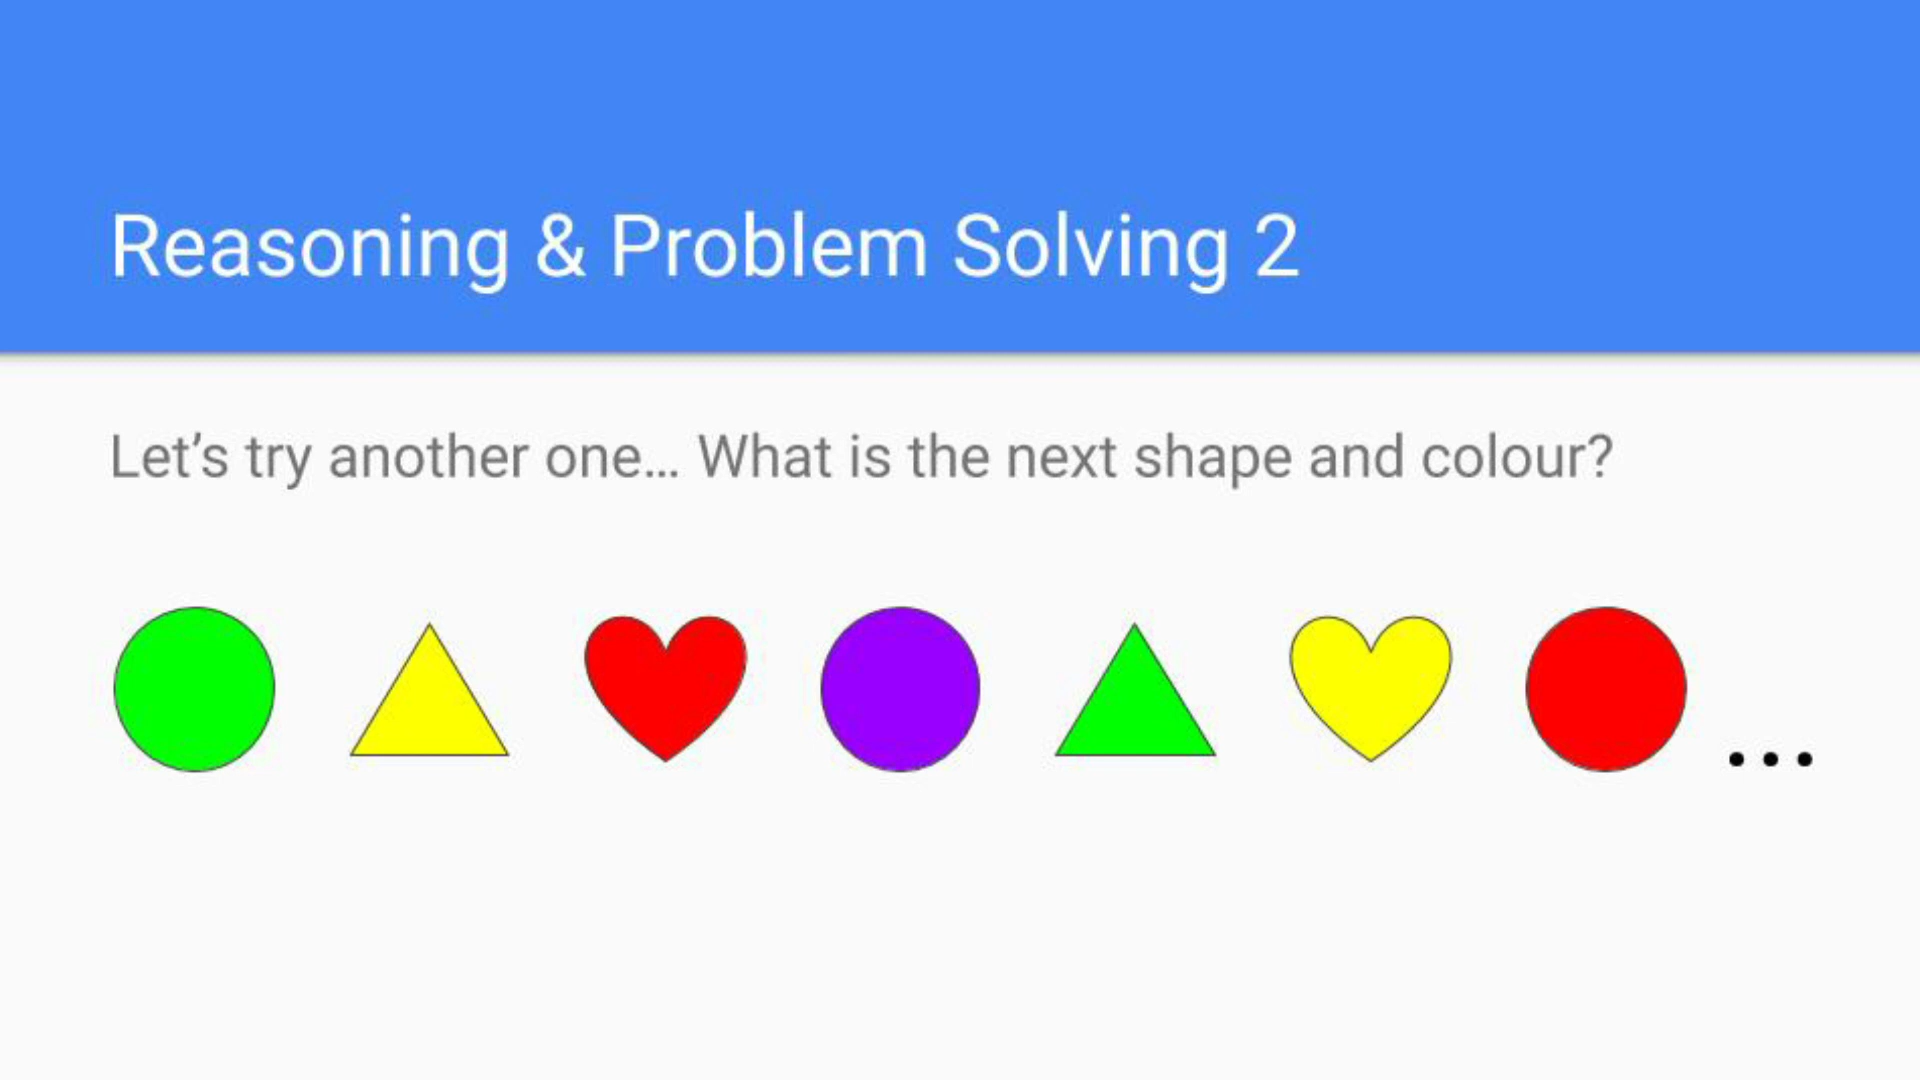 Reasoning & Problem Solving 2
Let’s try another one… What is the next shape and colour?
...